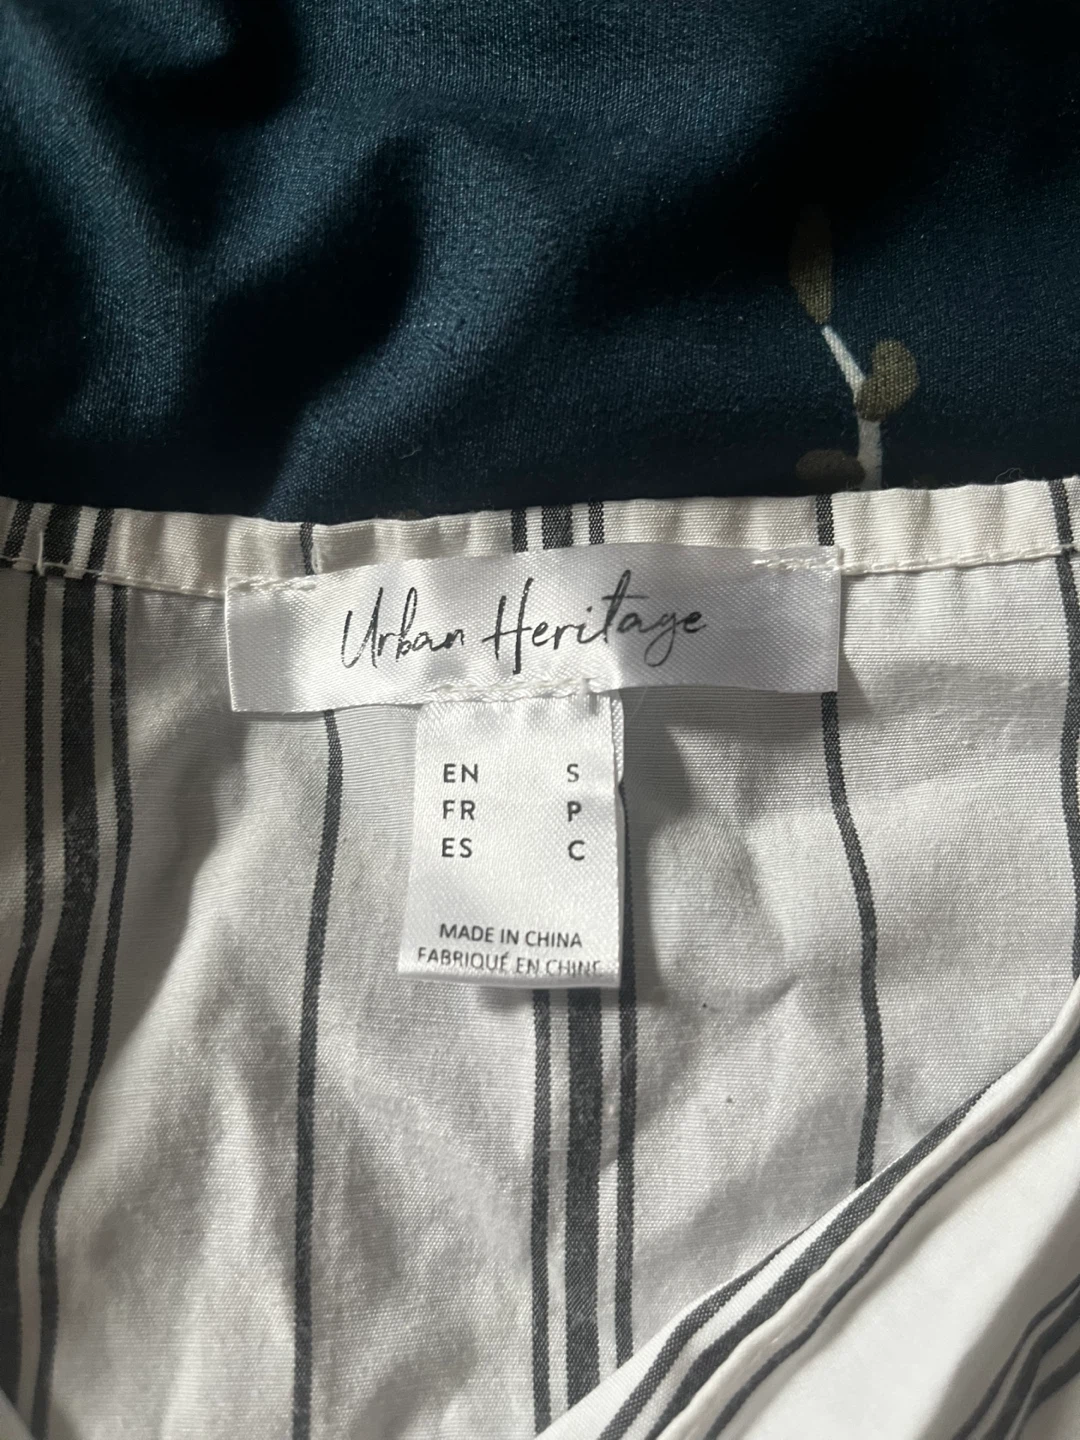 Urban Heritage
EN S
FR P
ES C
MADE IN CHINA
FABRIQUÉ EN CHINE